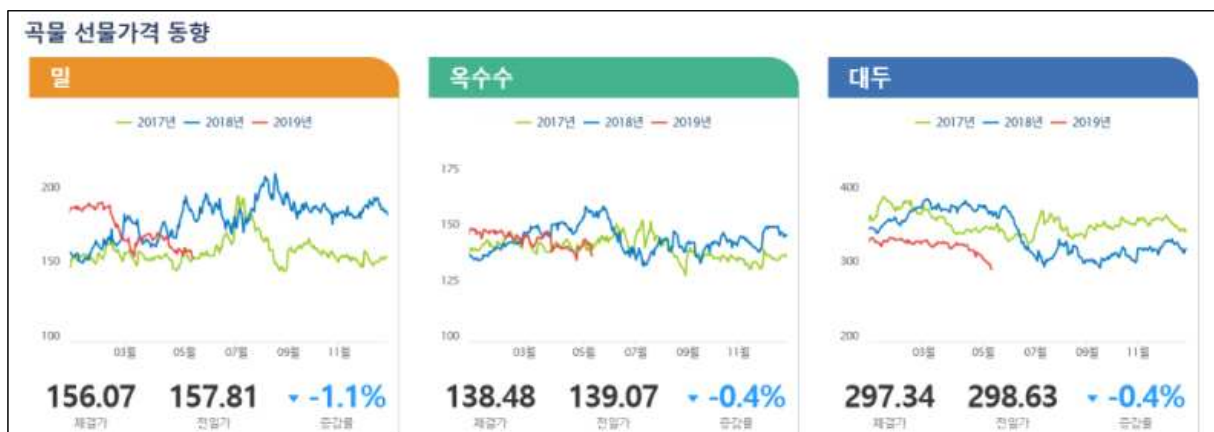 곡물 선물가격 동향
밀
2017년 2018년 2019년
200
150
100
03월 05월 07월 09월 11월
156.07 157.81 -1.1%
체결가 전일가 증감율
옥수수
2017년 2018년 2019년
175
150
125
100
03월 05월 07월 09월 11월
138.48 139.07 -0.4%
체결가 전일가 증감율
대두
2017년 2018년 2019년
400
300
200
03월 05월 07월 09월 11월
297.34 298.63 -0.4%
체결가 전일가 증감율